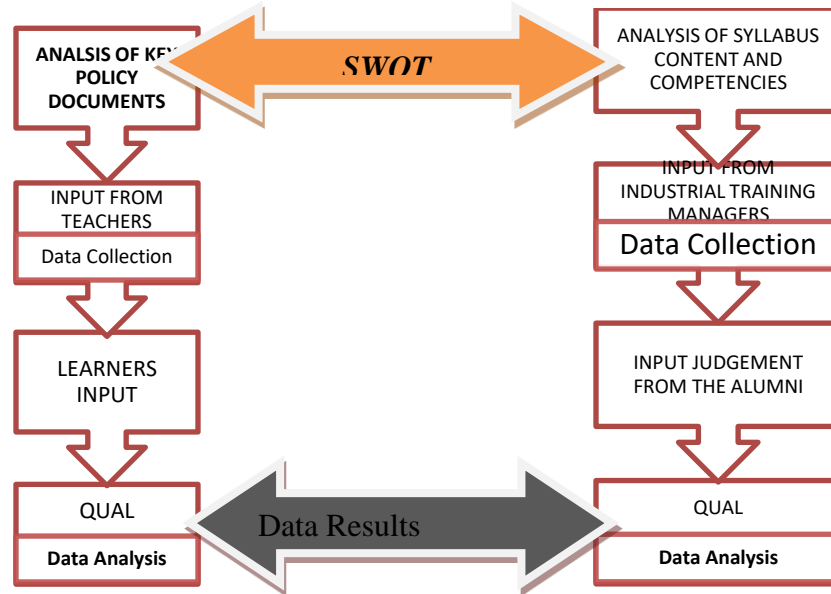 ANALSIS OF KEY
POLICY
DOCUMENTS
SWOT
ANALYSIS OF SYLLABUS
CONTENT AND
COMPETENCIES
INPUT FROM
TEACHERS
Data Collection
INPUT FROM
INDUSTRIAL TRAINING
MANAGERS
Data Collection
LEARNERS
INPUT
INPUT JUDGEMENT
FROM THE ALUMNI
QUAL
Data Analysis
Data Results
QUAL
Data Analysis